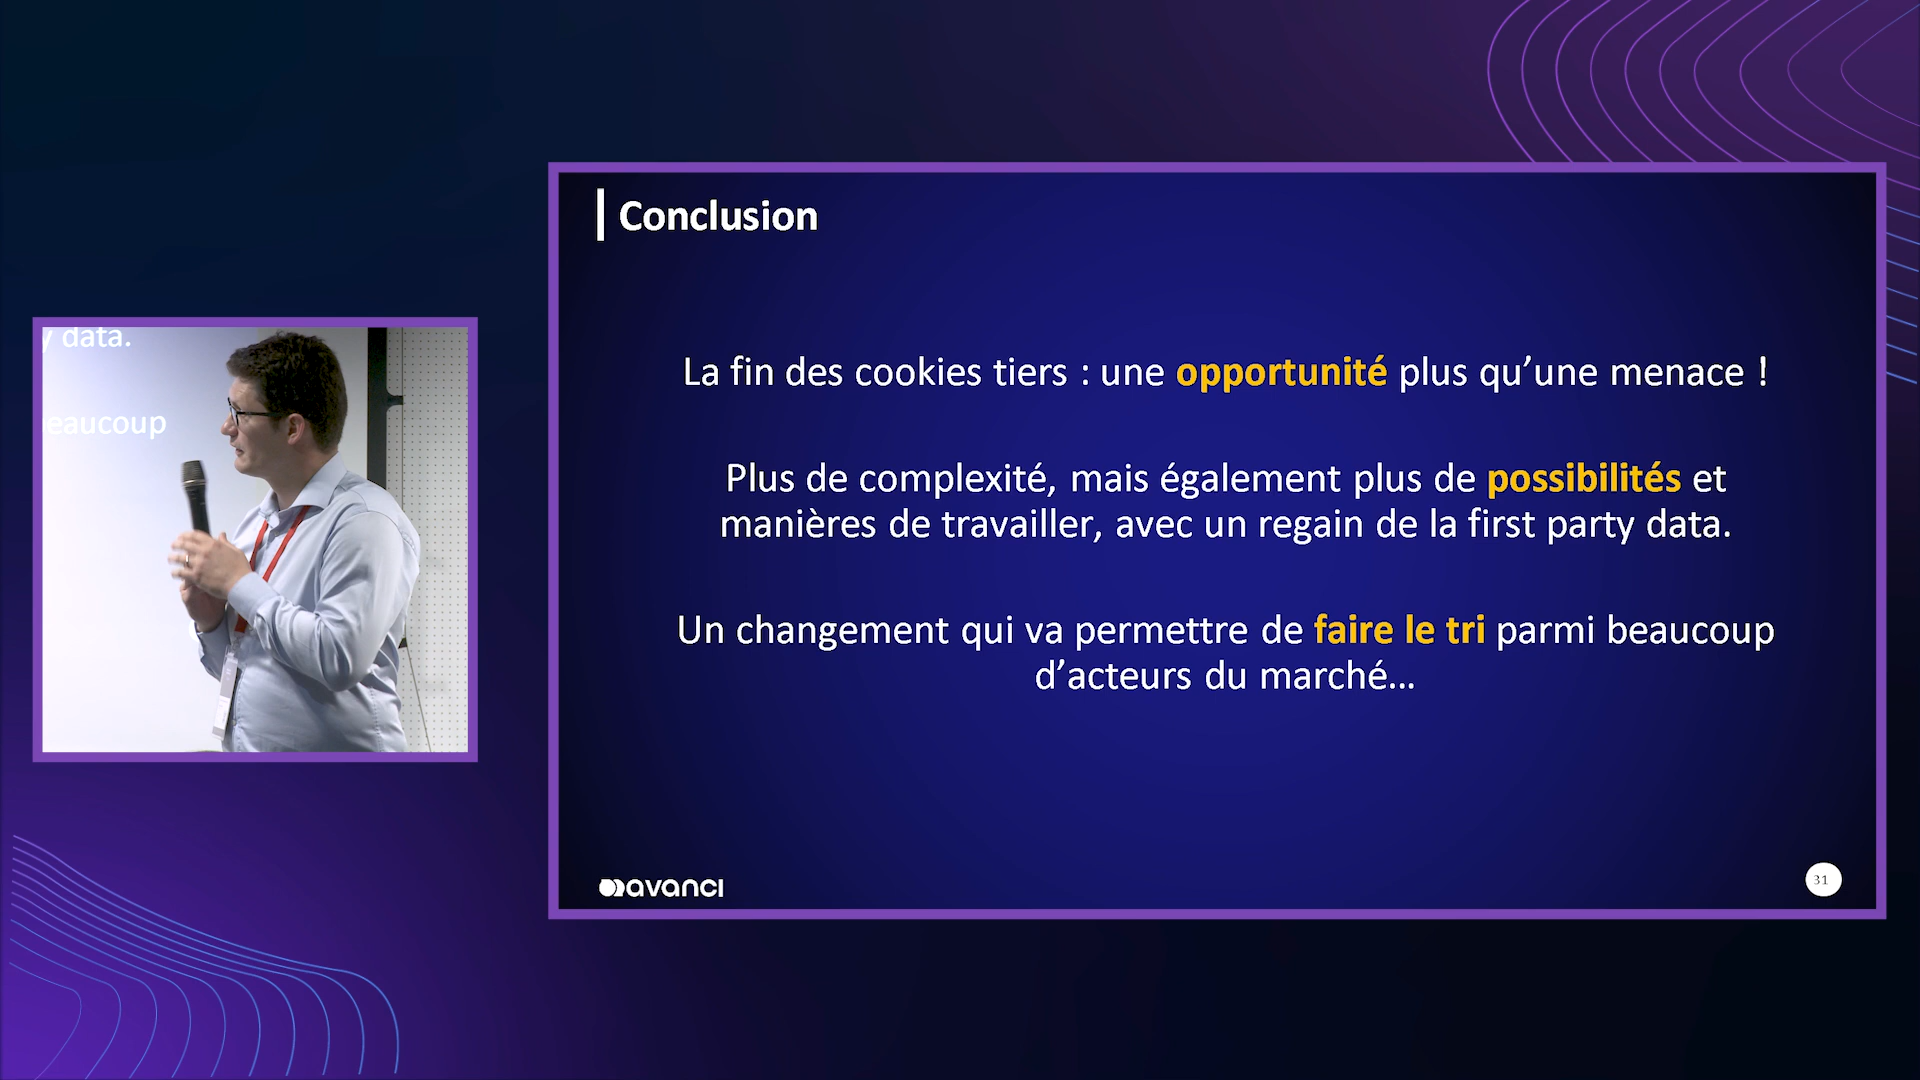 Conclusion
La fin des cookies tiers : une opportunité plus qu’une menace !
Plus de complexité, mais également plus de possibilités et
manières de travailler, avec un regain de la first party data.
Un changement qui va permettre de faire le tri parmi beaucoup
d’acteurs du marché...
avanci
31
y data.
eaucoup